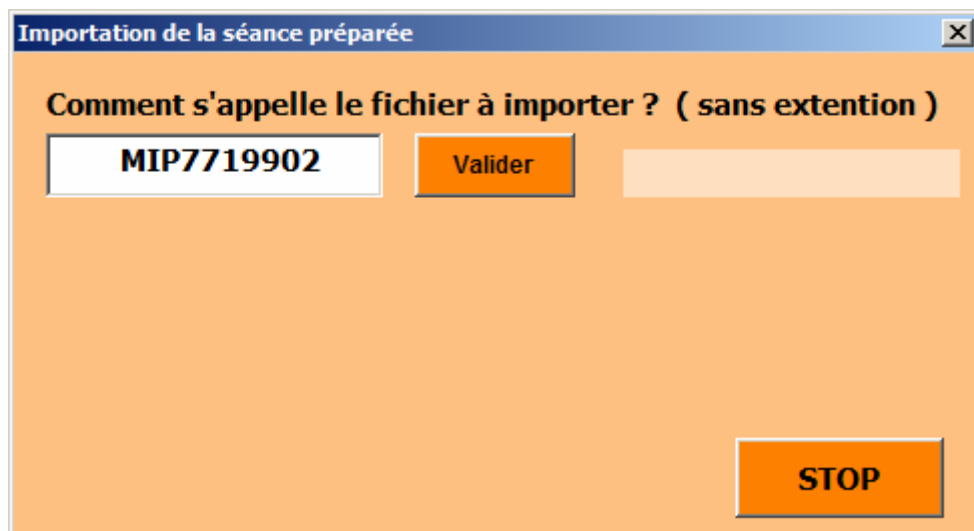 Importation de la séance préparée
Comment s'appelle le fichier à importer ? ( sans extention )
MIP7719902
Valider
STOP